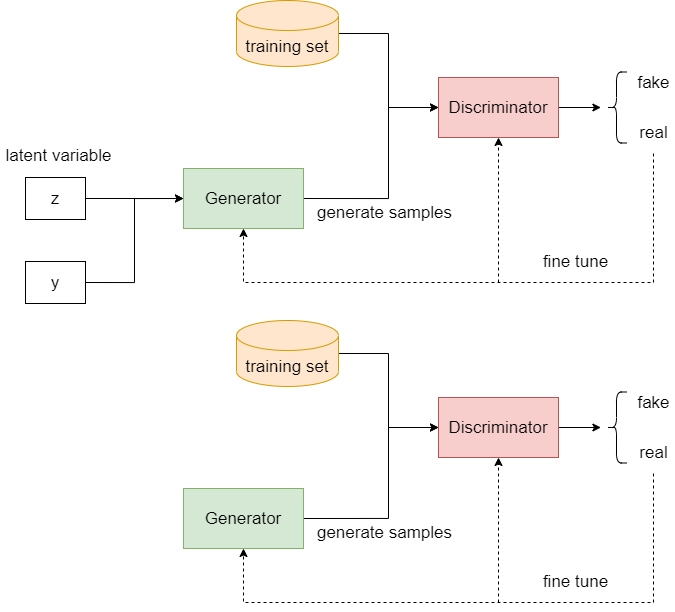 training set
Discriminator
fake
real
latent variable
z
Generator
generate samples
y
fine tune
training set
Discriminator
fake
real
Generator
generate samples
fine tune